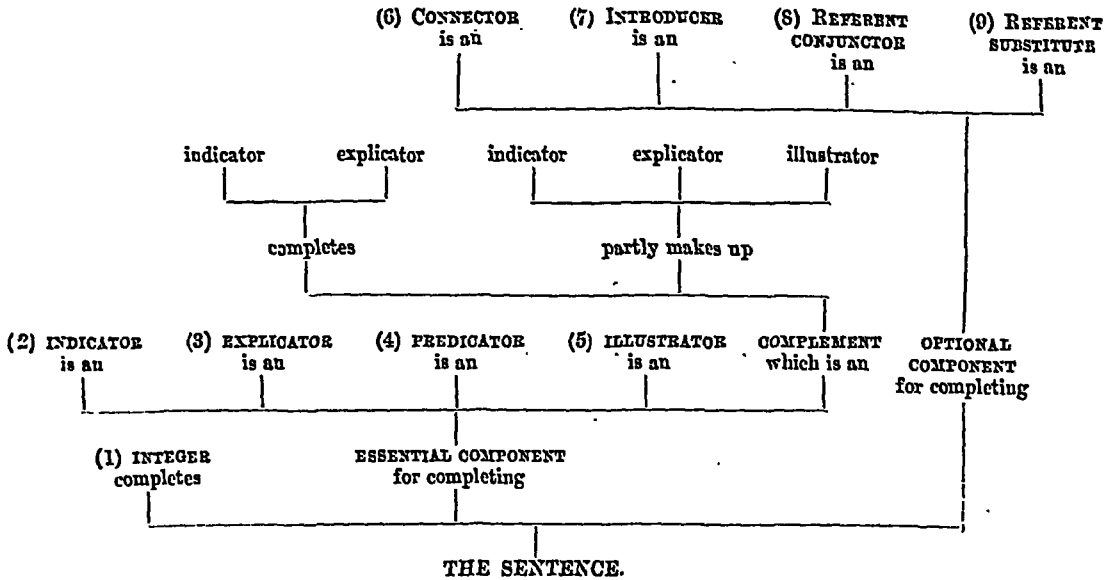 (6) CONNECTOR (7) INTRODUCER (8) REFERENT (9) REFERENT
is an is an CONJUNCTOR SUBSTITUTE
is an is an
indicator explicator indicator explicator illustrator
completes partly makes up
(2) INDICATOR (3) EXPLICATOR (4) PREDICATOR (5) ILLUSTRATOR COMPLEMENT OPTIONAL
is an is an is an is an which is an COMPONENT
for completing
(1) INTEGER ESSENTIAL COMPONENT
completes for completing
THE SENTENCE.